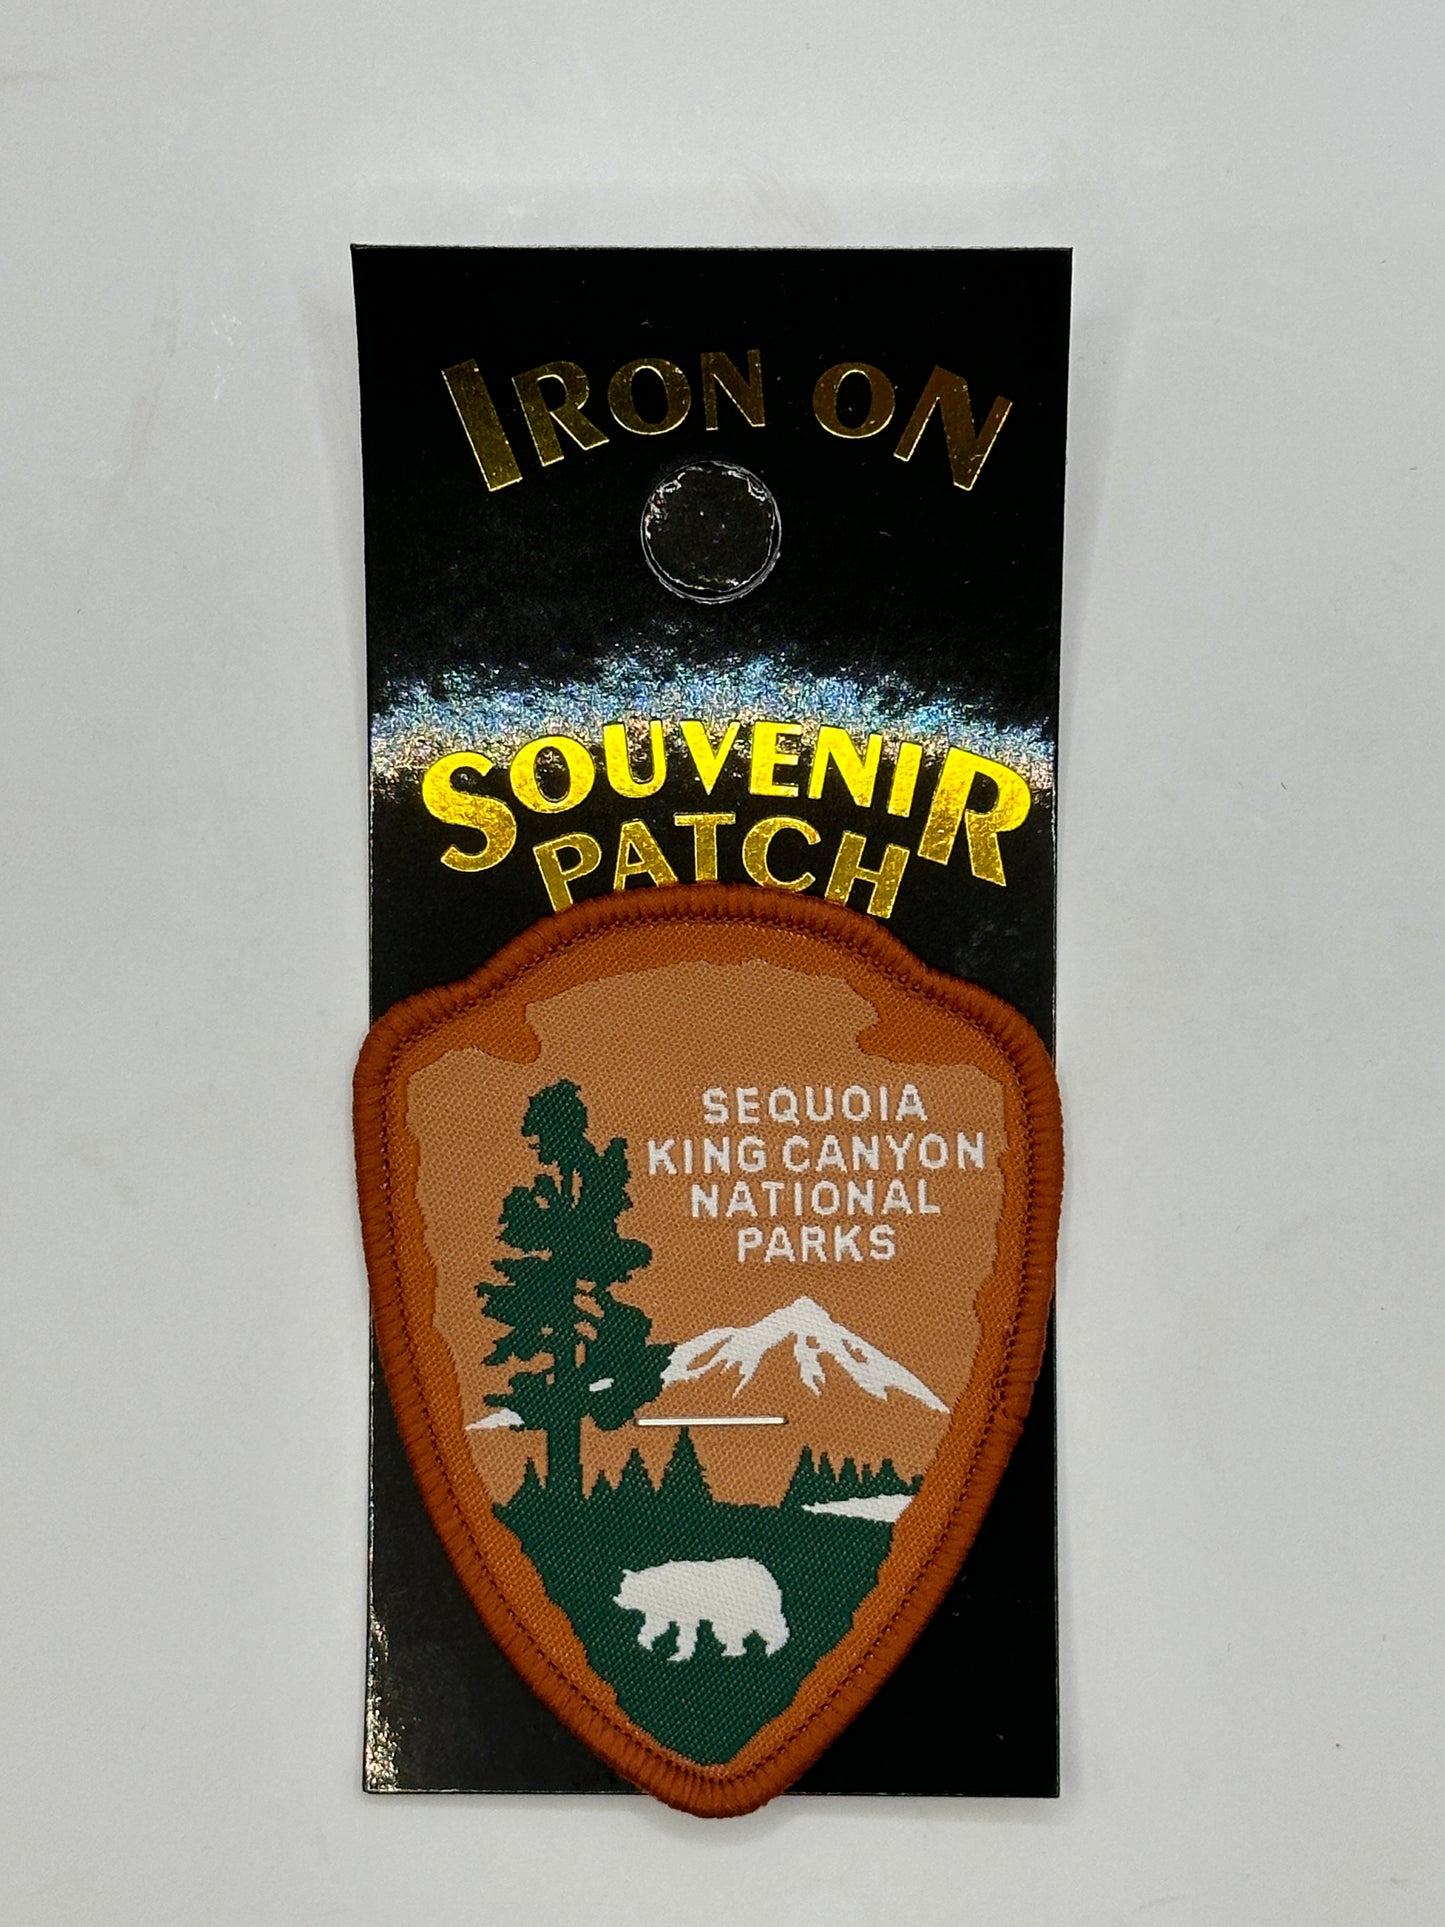 IRON ON
SOUVENIR
PATCH
SEQUOIA
KING CANYON
NATIONAL
PARKS